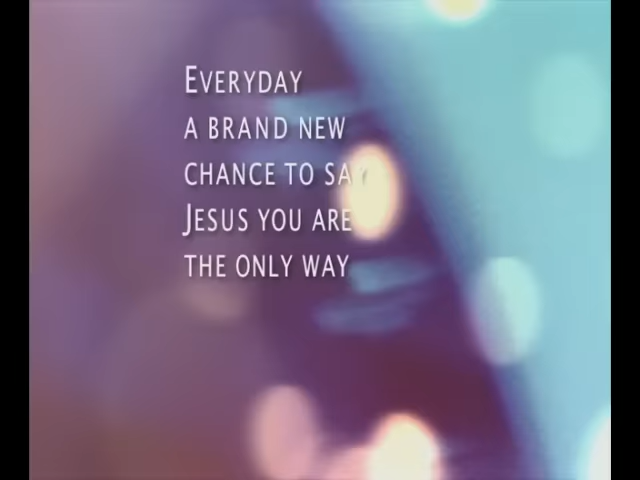 Everyday
a brand new
chance to say
Jesus you are
the only way